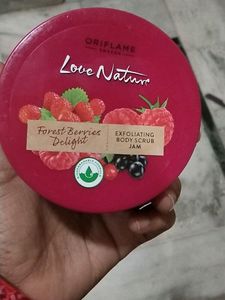 ORIFLAME
SWEDEN
Love Nature
Forest Berries
Delight
EXFOLIATING
BODY SCRUB
JAM